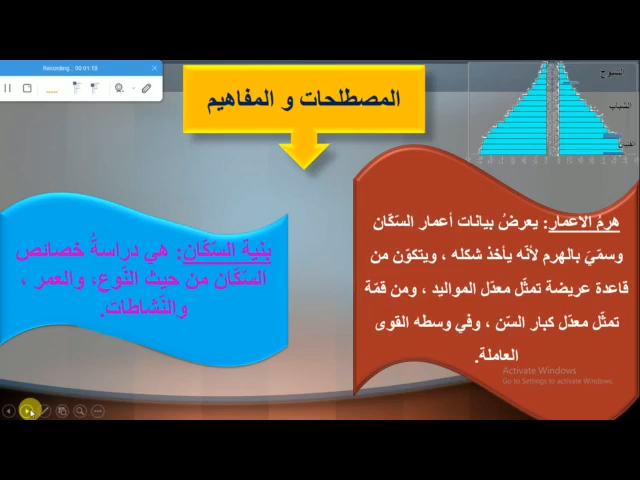 Recording... 00:01:19
المصطلحات و المفاهيم
الشيوخ
الشباب
هرمُ الاعمار: يعرضُ بيانات أعمار السّكّان
وسمّيَ بالهرم لأنّه يأخذ شكله ، ويتكوّن من
قاعدة عريضة تمثّل معدّل المواليد ، ومن قمّة
تمثّل معدّل كبار السّن ، وفي وسطه القوى
العاملة.
بنية السّكّان: هي دراسةُ خصائص
السّكّان من حيث النّوع، والعمر ،
والنّشاطات.
Activate Windows
Go to Settings to activate Windows.